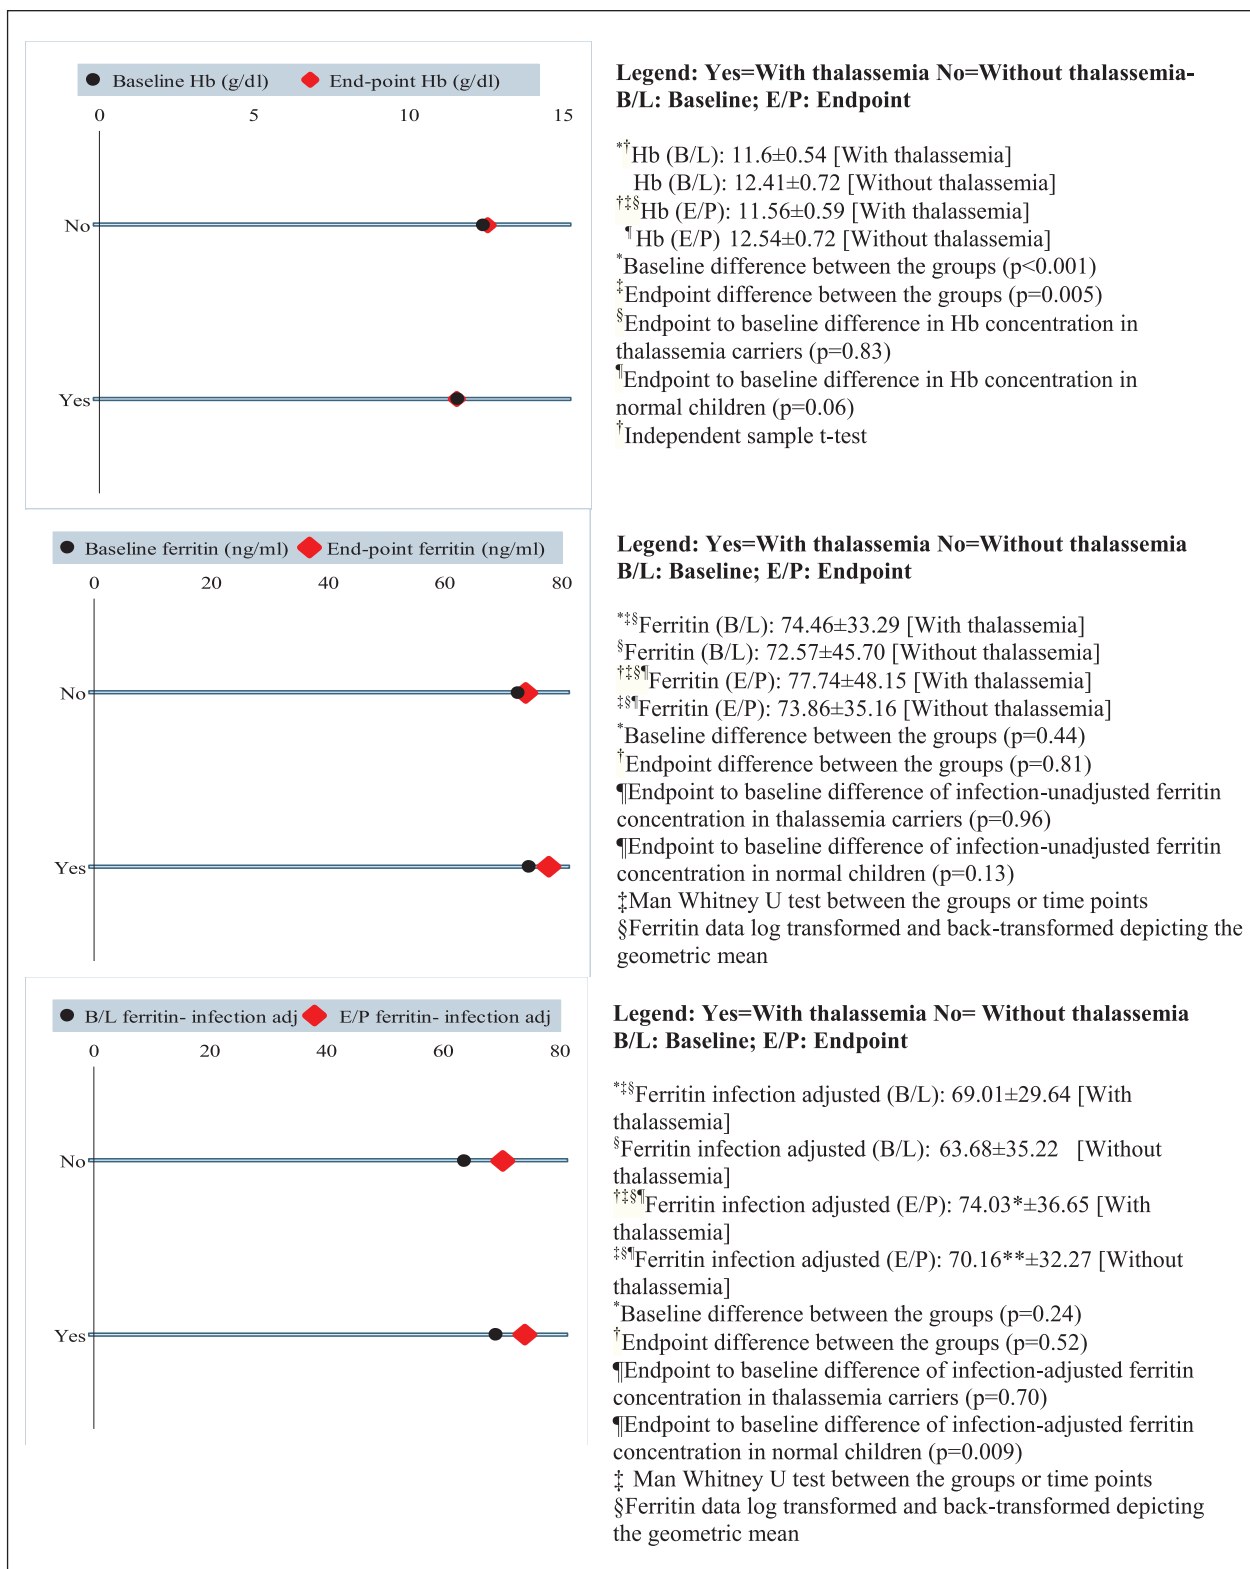 Baseline Hb (g/dl) End-point Hb (g/dl)
0 5 10 15
No
Yes
Legend: Yes=With thalassemia No=Without thalassemia-
B/L: Baseline; E/P: Endpoint
*†Hb (B/L): 11.6±0.54 [With thalassemia]
Hb (B/L): 12.41±0.72 [Without thalassemia]
†‡§Hb (E/P): 11.56±0.59 [With thalassemia]
¶Hb (E/P) 12.54±0.72 [Without thalassemia]
*Baseline difference between the groups (p<0.001)
‡Endpoint difference between the groups (p=0.005)
§Endpoint to baseline difference in Hb concentration in
thalassemia carriers (p=0.83)
¶Endpoint to baseline difference in Hb concentration in
normal children (p=0.06)
†Independent sample t-test
Baseline ferritin (ng/ml) End-point ferritin (ng/ml)
0 20 40 60 80
No
Yes
Legend: Yes=With thalassemia No=Without thalassemia
B/L: Baseline; E/P: Endpoint
*‡§Ferritin (B/L): 74.46±33.29 [With thalassemia]
§Ferritin (B/L): 72.57±45.70 [Without thalassemia]
†‡§¶Ferritin (E/P): 77.74±48.15 [With thalassemia]
‡§¶Ferritin (E/P): 73.86±35.16 [Without thalassemia]
*Baseline difference between the groups (p=0.44)
†Endpoint difference between the groups (p=0.81)
¶Endpoint to baseline difference of infection-unadjusted ferritin
concentration in thalassemia carriers (p=0.96)
¶Endpoint to baseline difference of infection-unadjusted ferritin
concentration in normal children (p=0.13)
‡Man Whitney U test between the groups or time points
§Ferritin data log transformed and back-transformed depicting the
geometric mean
B/L ferritin- infection adj E/P ferritin- infection adj
0 20 40 60 80
No
Yes
Legend: Yes=With thalassemia No= Without thalassemia
B/L: Baseline; E/P: Endpoint
*‡§Ferritin infection adjusted (B/L): 69.01±29.64 [With
thalassemia]
§Ferritin infection adjusted (B/L): 63.68±35.22 [Without
thalassemia]
†‡§¶Ferritin infection adjusted (E/P): 74.03*±36.65 [With
thalassemia]
‡§¶Ferritin infection adjusted (E/P): 70.16**±32.27 [Without
thalassemia]
*Baseline difference between the groups (p=0.24)
†Endpoint difference between the groups (p=0.52)
¶Endpoint to baseline difference of infection-adjusted ferritin
concentration in thalassemia carriers (p=0.70)
¶Endpoint to baseline difference of infection-adjusted ferritin
concentration in normal children (p=0.009)
‡ Man Whitney U test between the groups or time points
§Ferritin data log transformed and back-transformed depicting
the geometric mean